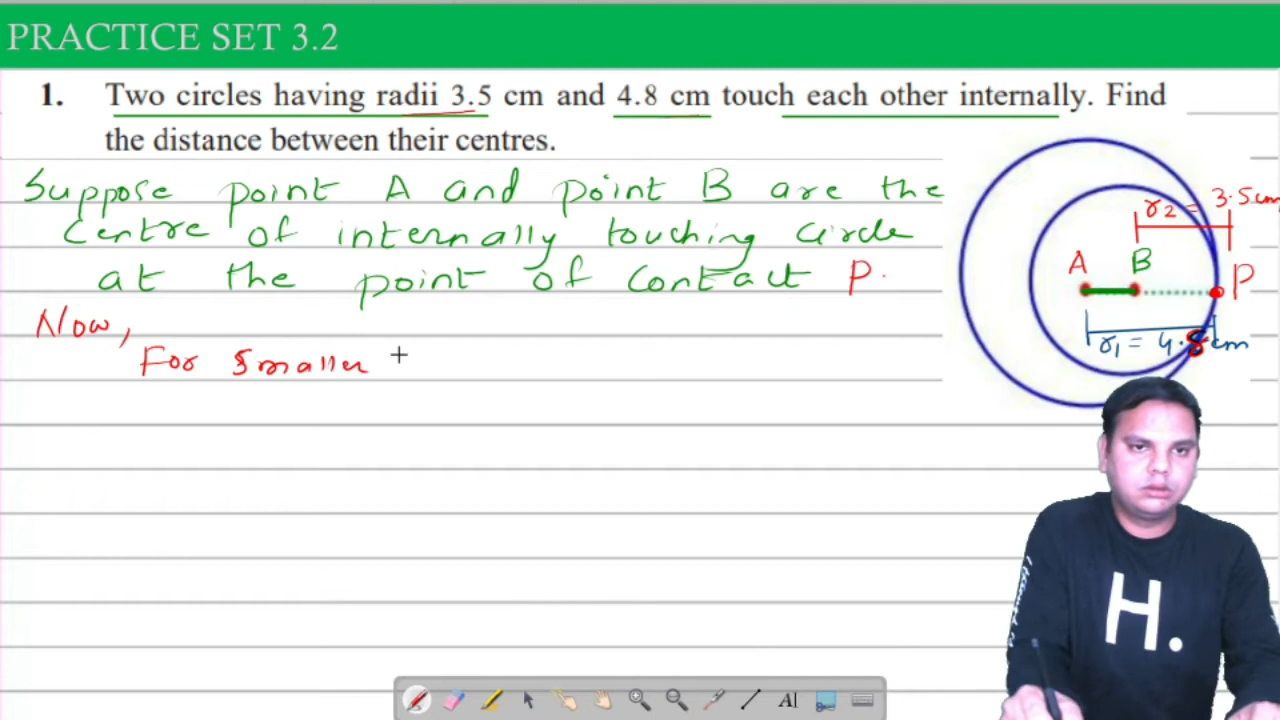 PRACTICE SET 3.2
1. Two circles having radii 3.5 cm and 4.8 cm touch each other internally. Find
the distance between their centres.
Suppose point A and point B are the
Centre of internally touching circle
at the point of contact P.
Now,
For smaller
r2 = 3.5cm
A B P
r1 = 4.8cm
H.
AI